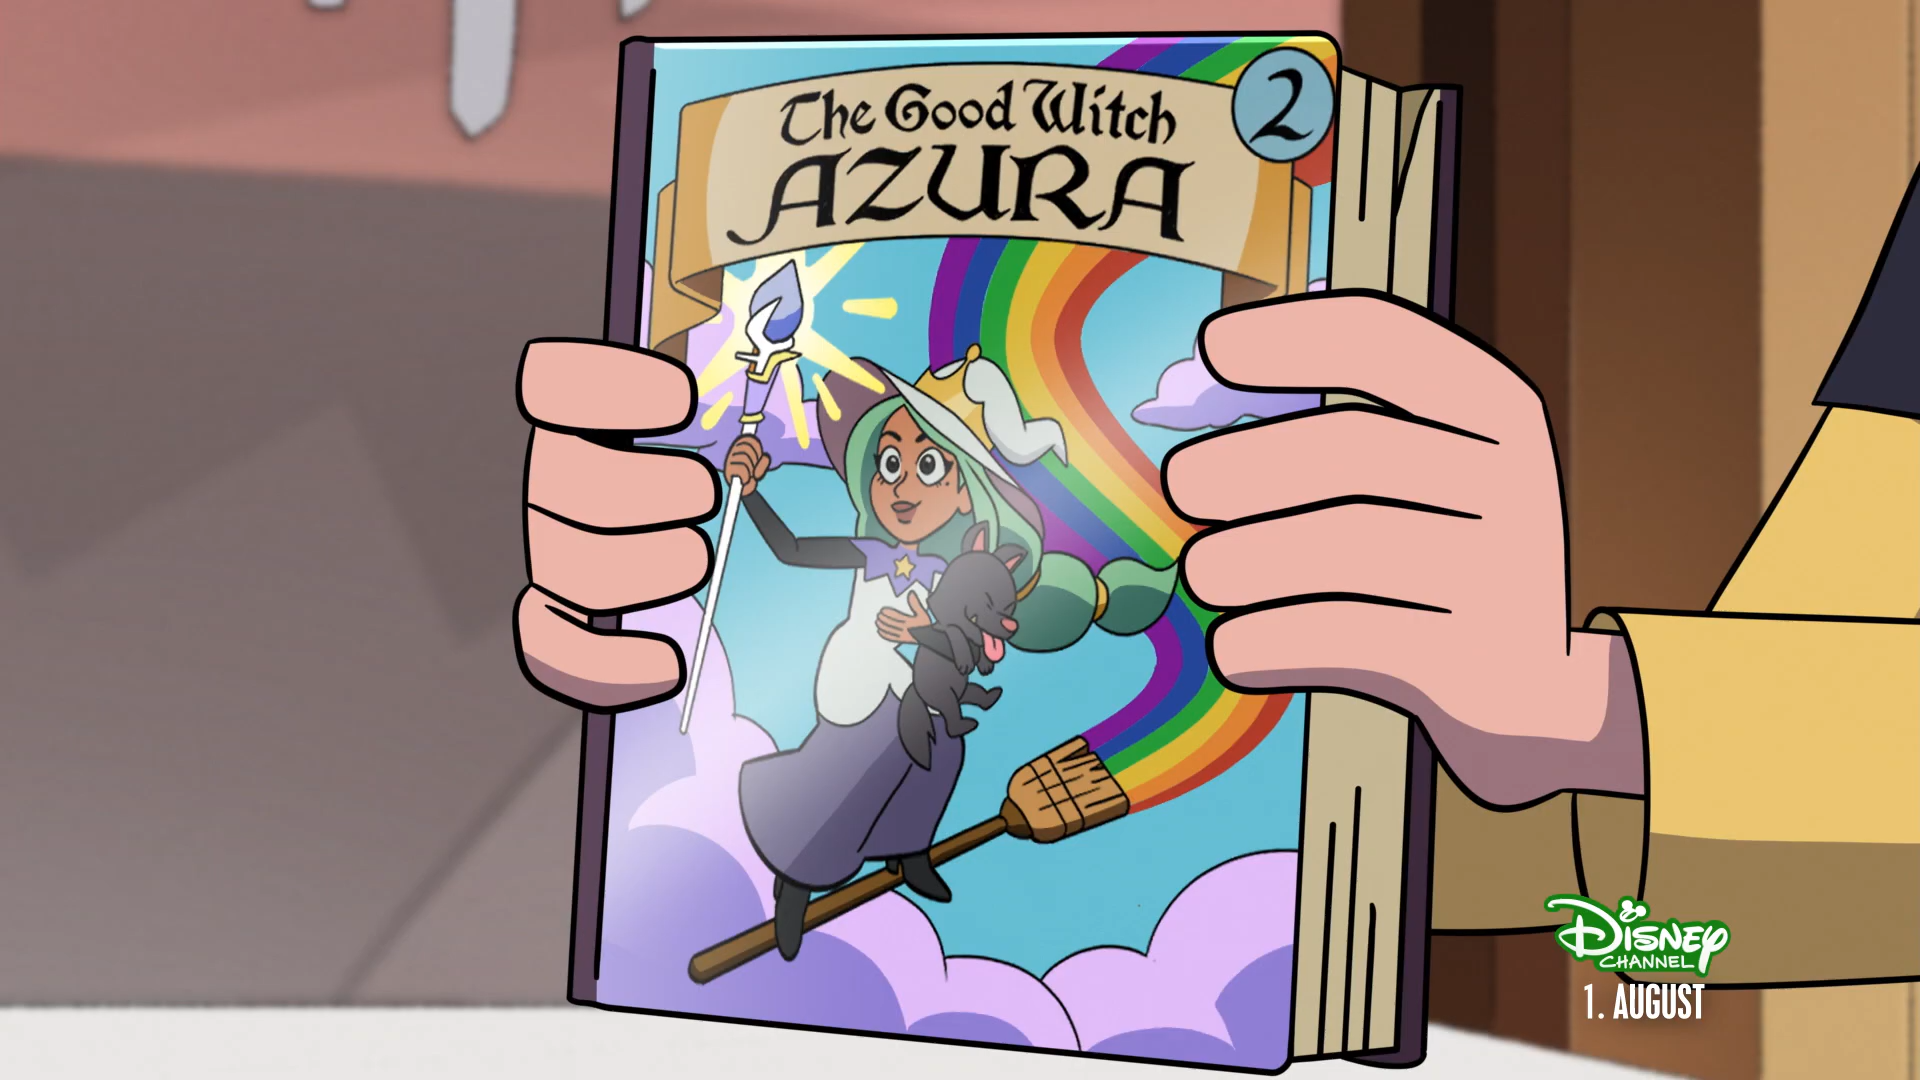 The Good Witch
AZURA
2
Disney
CHANNEL
1. AUGUST